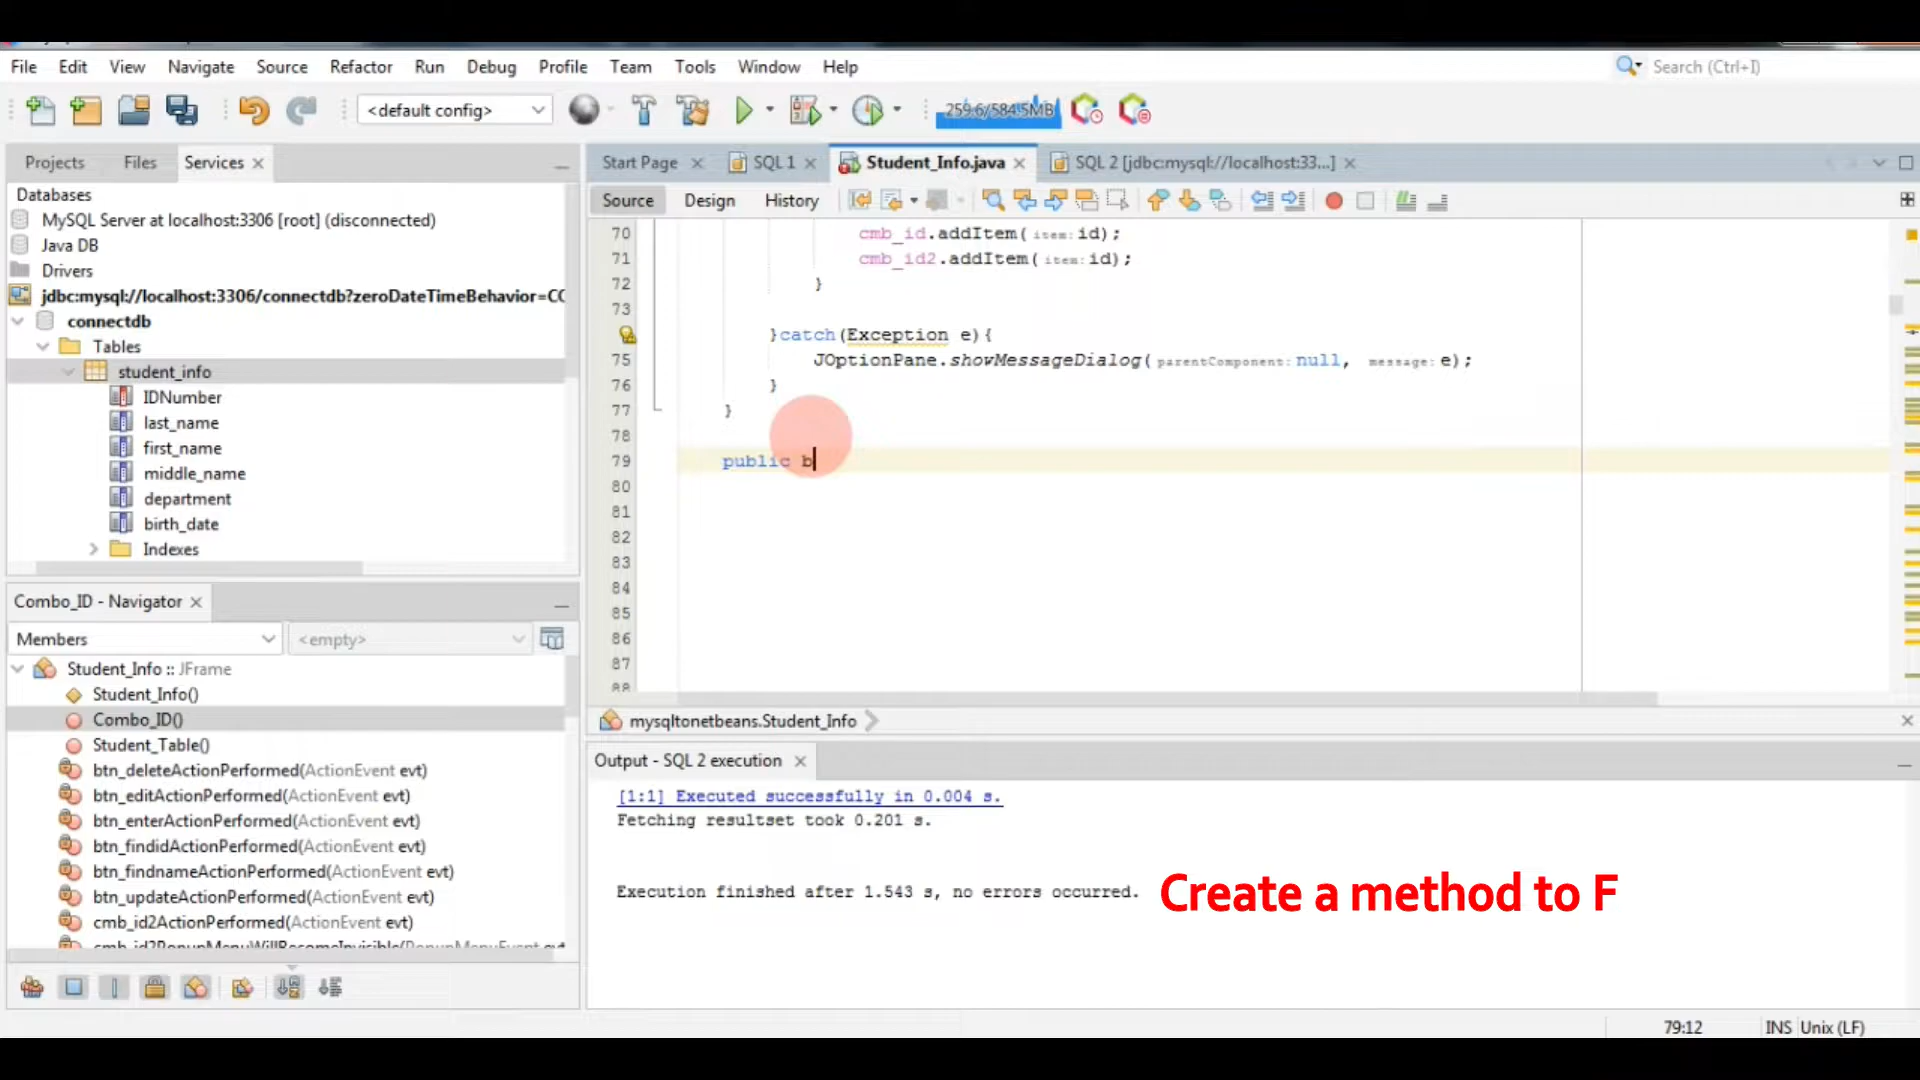 File Edit View Navigate Source Refactor Run Debug Profile Team Tools Window Help
Search (Ctrl+I)
<default config>
259.6/584.5MB
Projects Files Services
Start Page SQL 1 Student_Info.java SQL 2 [jdbc:mysql://localhost:33...]
Source Design History
Databases
MySQL Server at localhost:3306 [root] (disconnected)
Java DB
Drivers
jdbc:mysql://localhost:3306/connectdb?zeroDateTimeBehavior=CO
connectdb
Tables
student_info
IDNumber
last_name
first_name
middle_name
department
birth_date
Indexes
70 cmb_id.addItem(item:id);
71 cmb_id2.addItem(item:id);
72 }
73
}catch(Exception e){
75 JOptionPane.showMessageDialog(parentComponent:null, message:e);
76 }
77 }
78
79 public b
80
81
82
83
84
85
86
87
88
mysqltonetbeans.Student_Info
Combo_ID - Navigator
Members <empty>
Student_Info :: JFrame
Student_Info()
Combo_ID()
Student_Table()
btn_deleteActionPerformed(ActionEvent evt)
btn_editActionPerformed(ActionEvent evt)
btn_enterActionPerformed(ActionEvent evt)
btn_findidActionPerformed(ActionEvent evt)
btn_findnameActionPerformed(ActionEvent evt)
btn_updateActionPerformed(ActionEvent evt)
cmb_id2ActionPerformed(ActionEvent evt)
cmb_id2PopupMenuWillBecomeInvisible(PopupMenuEvent evt
Output - SQL 2 execution
[1:1] Executed successfully in 0.004 s.
Fetching resultset took 0.201 s.
Execution finished after 1.543 s, no errors occurred.
Create a method to F
79:12 INS Unix (LF)